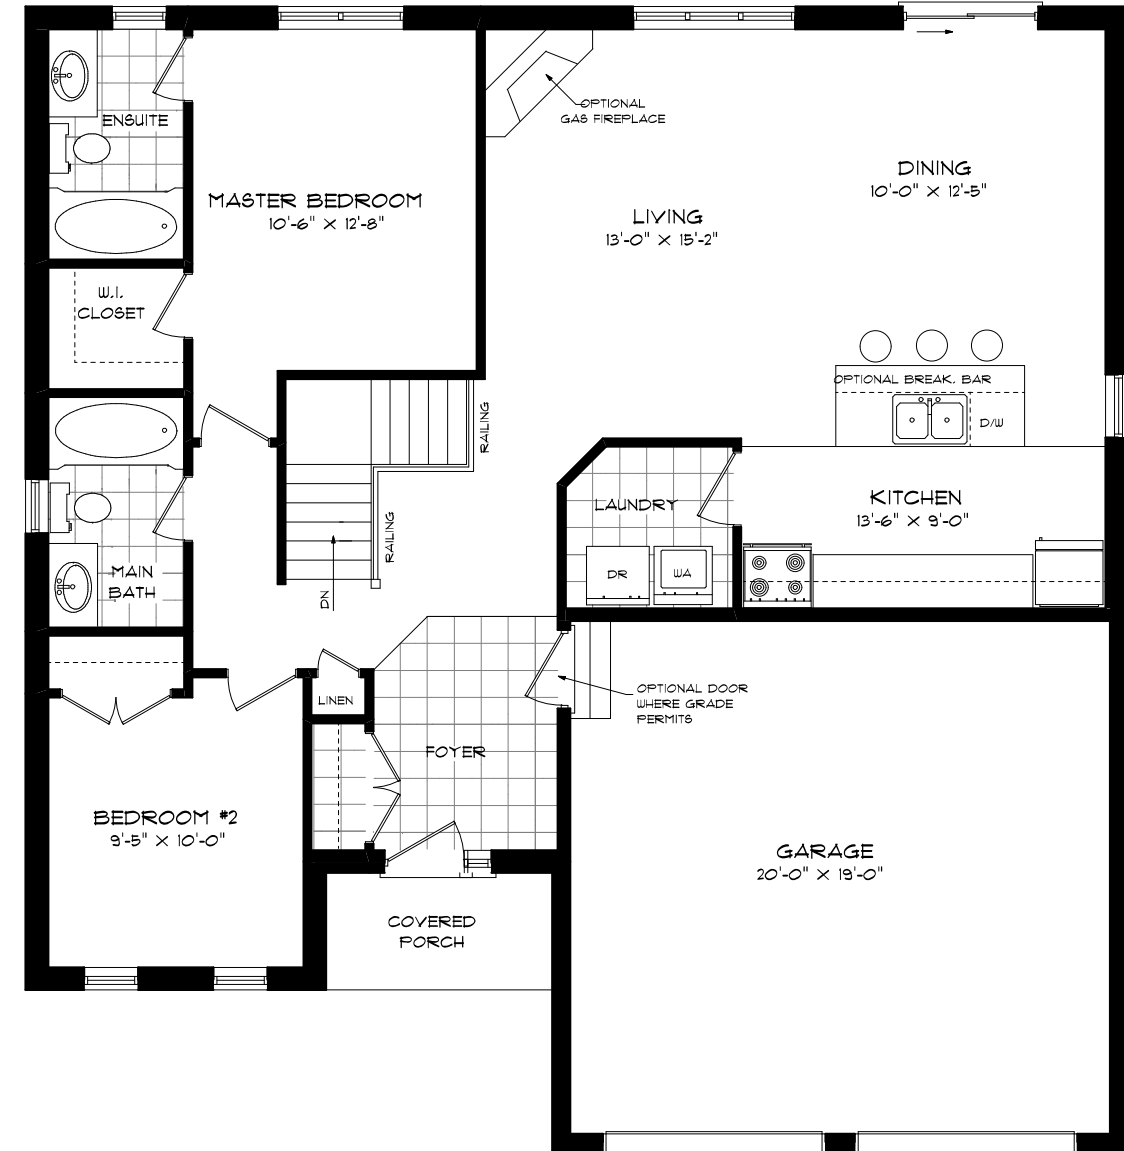 ENSUITE
OPTIONAL
GAS FIREPLACE
MASTER BEDROOM
10'-6" X 12'-8"
LIVING
13'-0" X 15'-2"
DINING
10'-0" X 12'-5"
W.I.
CLOSET
OPTIONAL BREAK. BAR
D/W
RAILING
RAILING
DN
LAUNDRY
DR
WA
KITCHEN
13'-6" X 9'-0"
MAIN
BATH
LINEN
OPTIONAL DOOR
WHERE GRADE
PERMITS
FOYER
BEDROOM #2
9'-5" X 10'-0"
GARAGE
20'-0" X 19'-0"
COVERED
PORCH